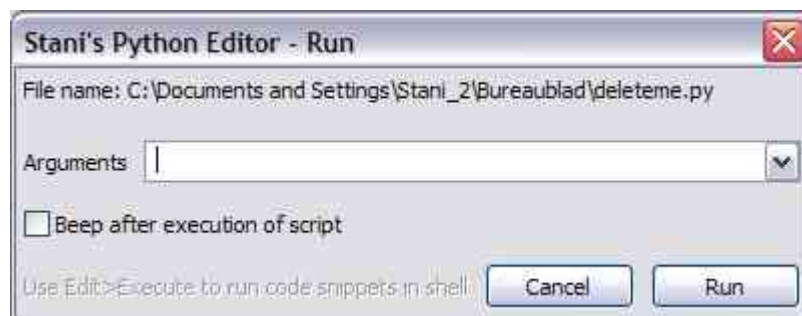 Stani's Python Editor - Run
File name: C:\Documents and Settings\Stani_2\Bureaublad\deleteme.py
Arguments
Beep after execution of script
Use Edit>Execute to run code snippets in shell
Cancel
Run